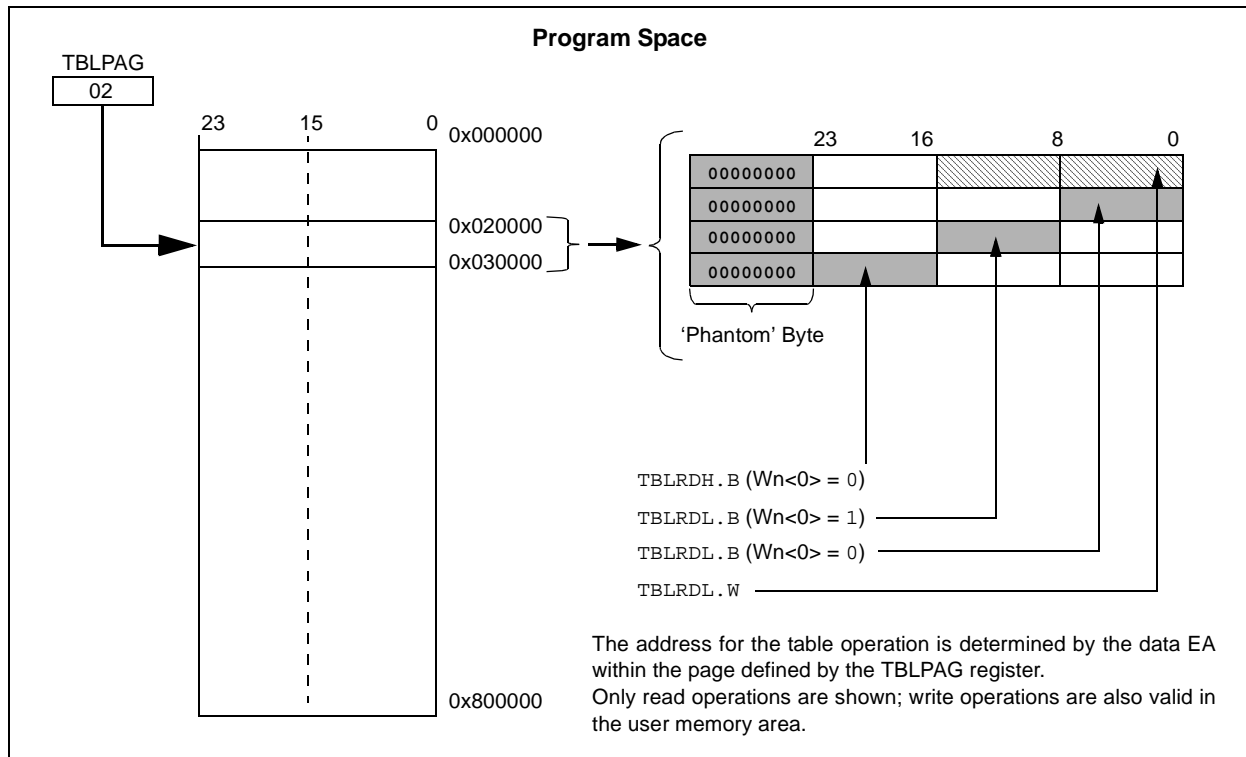 Program Space
TBLPAG
02
23 15 0
0x000000
0x020000
0x030000
0x800000
23 16 8 0
00000000
00000000
00000000
00000000
‘Phantom’ Byte
TBLRDH.B (Wn<0> = 0)
TBLRDL.B (Wn<0> = 1)
TBLRDL.B (Wn<0> = 0)
TBLRDL.W
The address for the table operation is determined by the data EA
within the page defined by the TBLPAG register.
Only read operations are shown; write operations are also valid in
the user memory area.